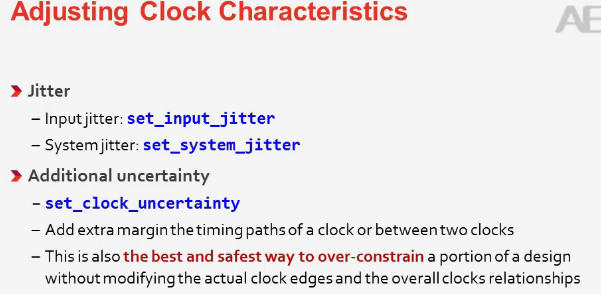 Adjusting Clock Characteristics
Jitter
– Input jitter: set_input_jitter
– System jitter: set_system_jitter
Additional uncertainty
– set_clock_uncertainty
– Add extra margin the timing paths of a clock or between two clocks
– This is also the best and safest way to over-constrain a portion of a design
without modifying the actual clock edges and the overall clocks relationships